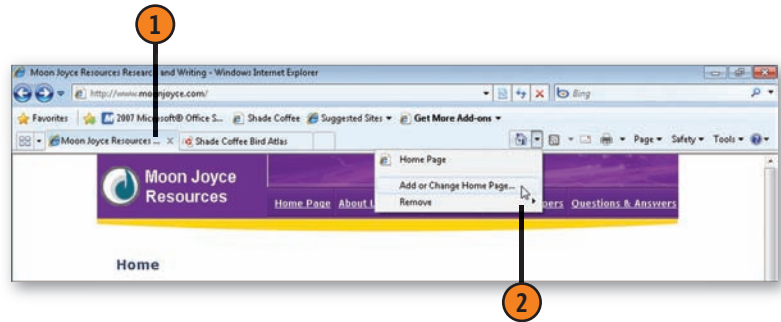 1
Moon Joyce Resources Research and Writing - Windows Internet Explorer
http://www.moonjoyce.com/ Bing
Favorites 2007 Microsoft® Office S... Shade Coffee Suggested Sites Get More Add-ons
Moon Joyce Resources ... Shade Coffee Bird Atlas Page Safety Tools
Home Page
Add or Change Home Page...
Remove
Moon Joyce
Resources
Home Page About Questions & Answers
Home
2